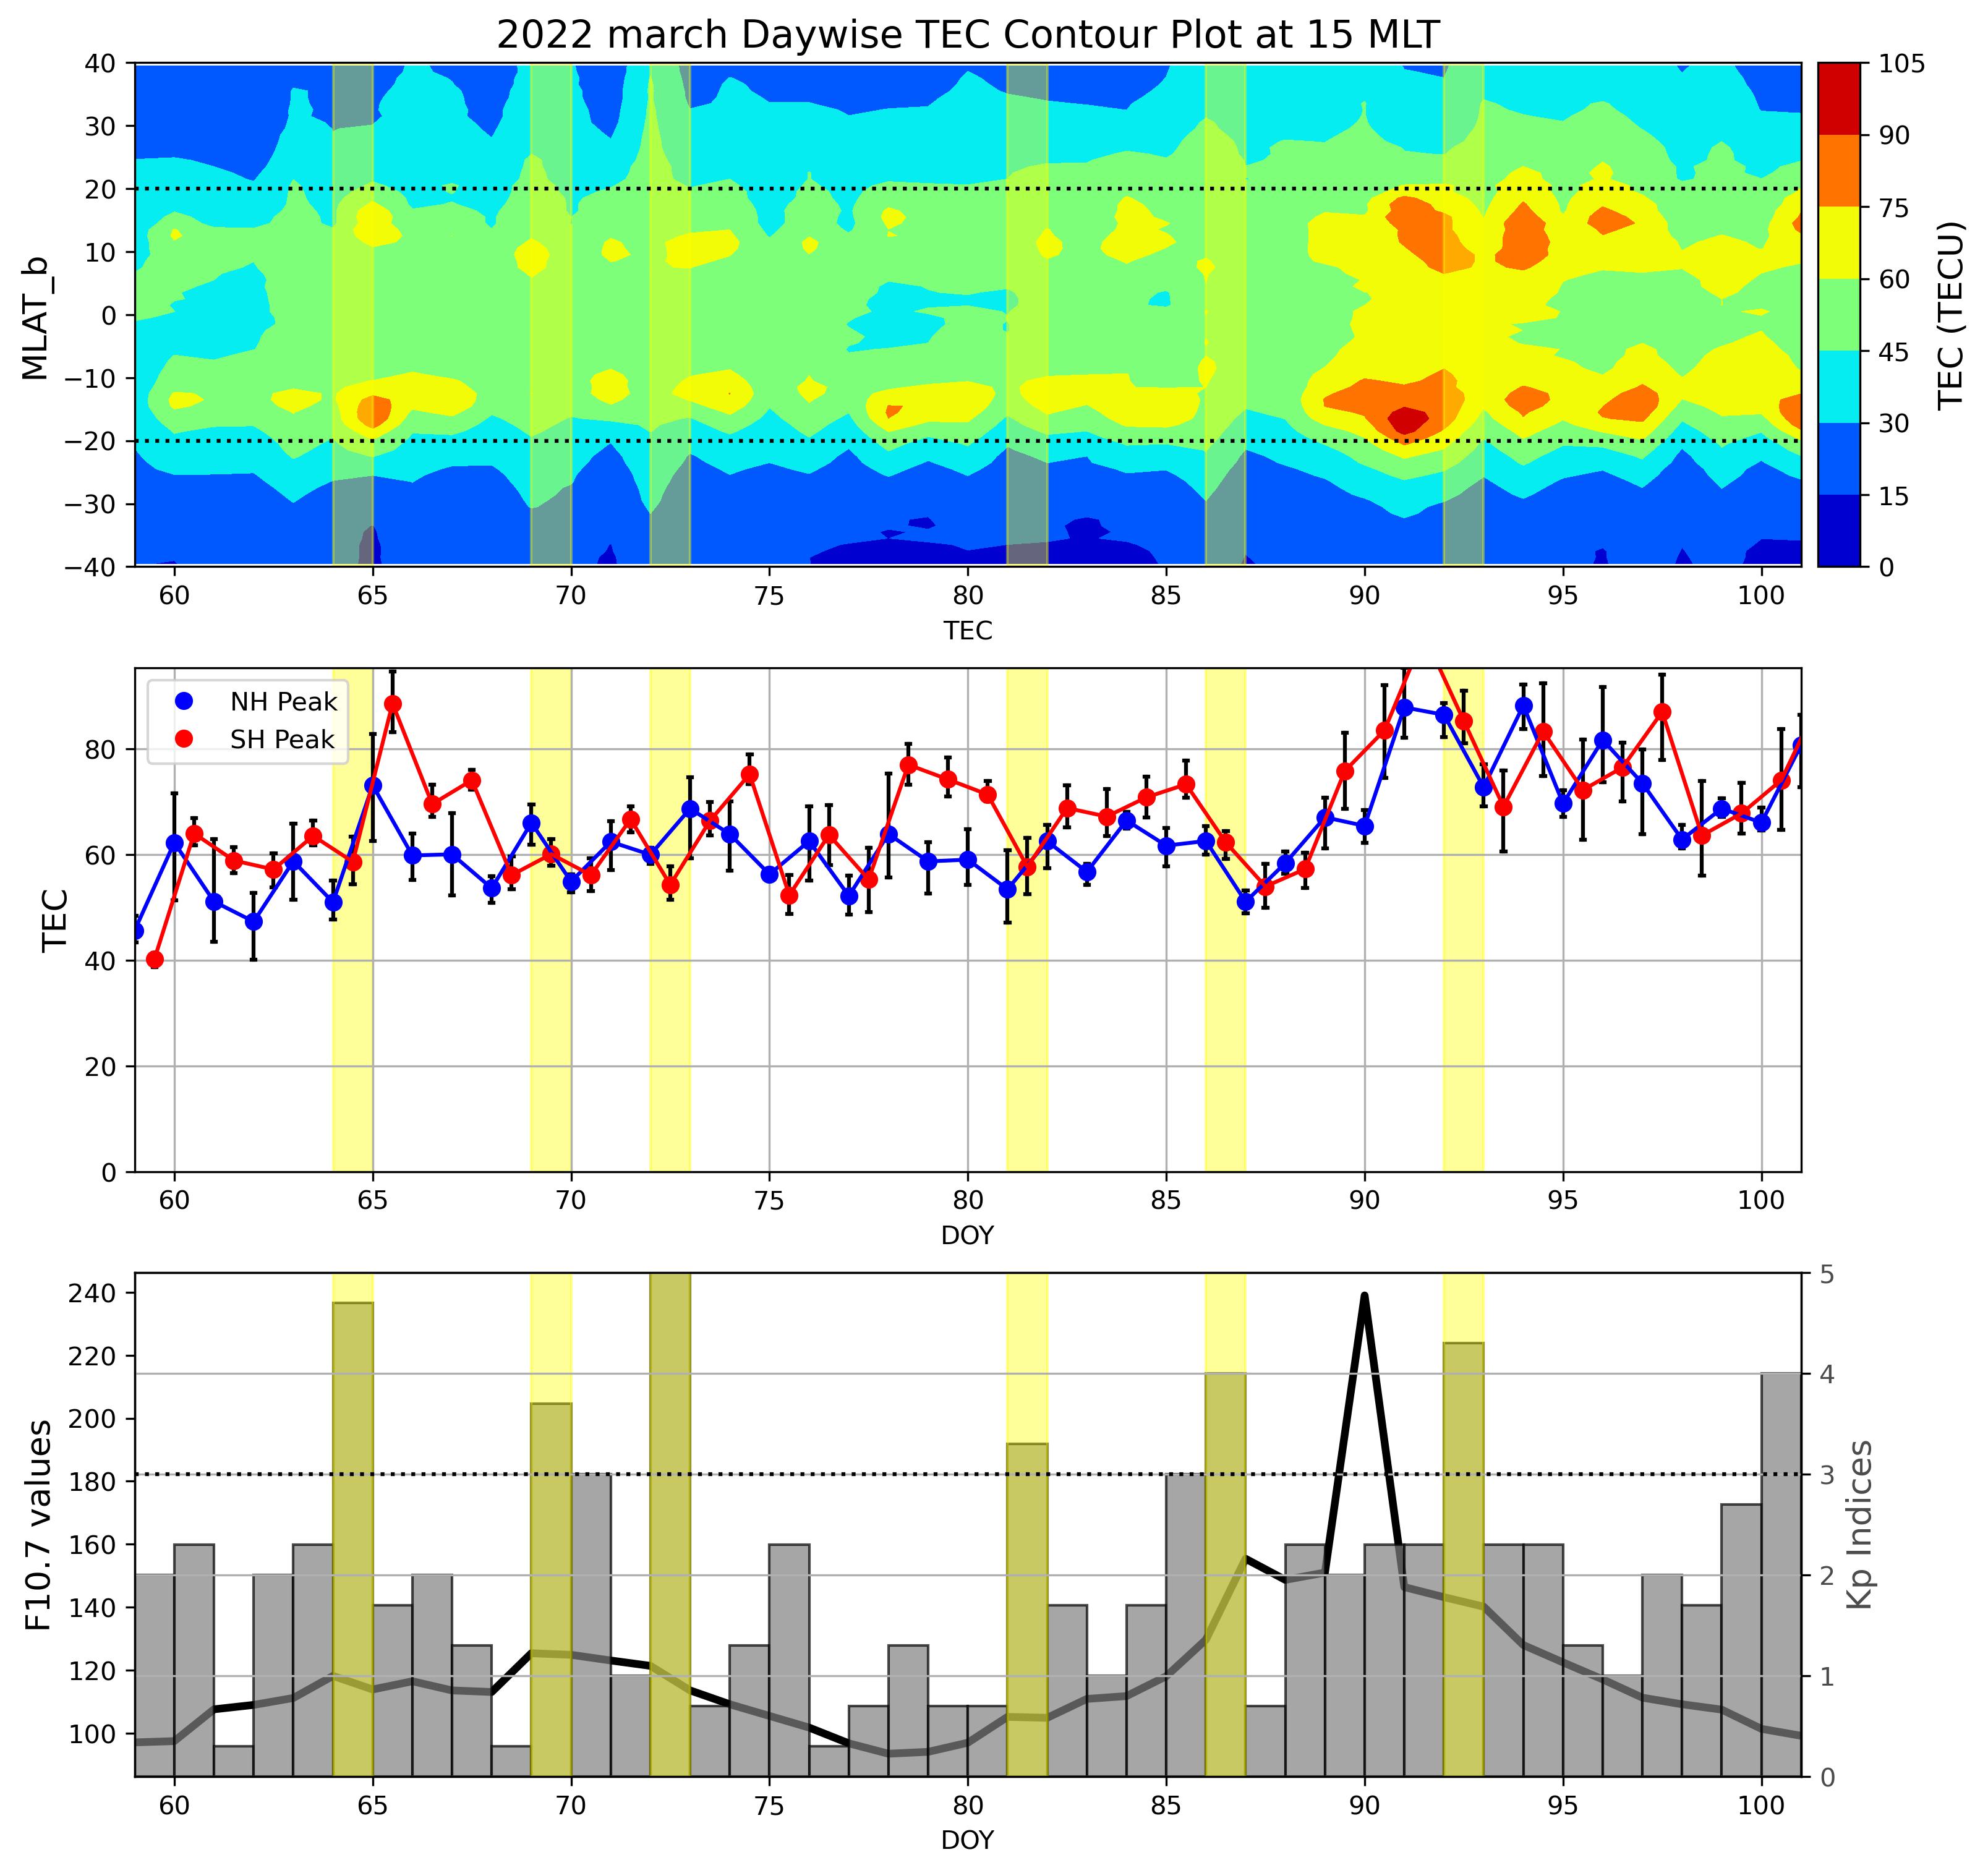 2022 march Daywise TEC Contour Plot at 15 MLT
MLAT_b
40
30
20
10
0
−10
−20
−30
−40
60 65 70 75 80 85 90 95 100
TEC
105
90
75
60
45
30
15
0
TEC (TECU)
NH Peak
SH Peak
TEC
80
60
40
20
0
60 65 70 75 80 85 90 95 100
DOY
F10.7 values
240
220
200
180
160
140
120
100
5
4
3
2
1
0
Kp Indices
60 65 70 75 80 85 90 95 100
DOY